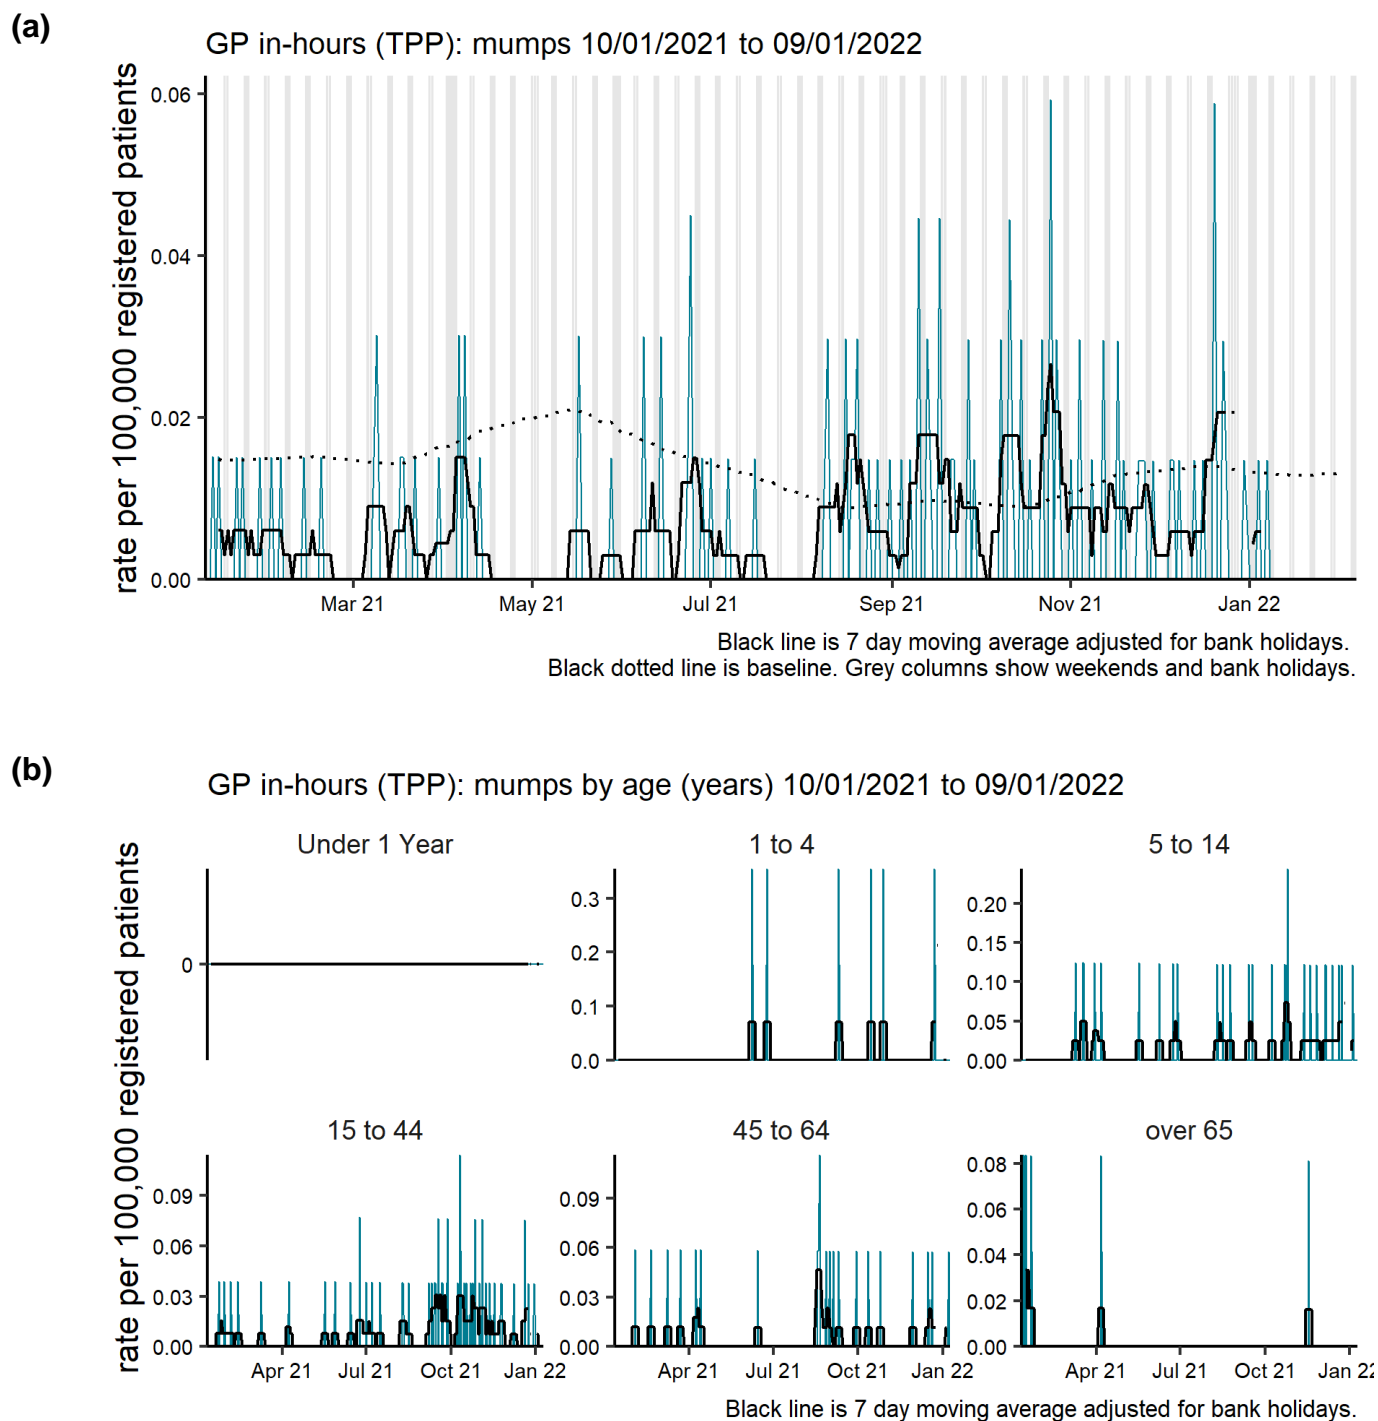 (a)
GP in-hours (TPP): mumps 10/01/2021 to 09/01/2022
rate per 100,000 registered patients
0.06
0.04
0.02
0.00
Mar 21 May 21 Jul 21 Sep 21 Nov 21 Jan 22
Black line is 7 day moving average adjusted for bank holidays.
Black dotted line is baseline. Grey columns show weekends and bank holidays.
(b)
GP in-hours (TPP): mumps by age (years) 10/01/2021 to 09/01/2022
rate per 100,000 registered patients
Under 1 Year
0
1 to 4
0.3
0.2
0.1
0.0
5 to 14
0.20
0.15
0.10
0.05
0.00
15 to 44
0.09
0.06
0.03
0.00
Apr 21 Jul 21 Oct 21 Jan 22
45 to 64
0.09
0.06
0.03
0.00
Apr 21 Jul 21 Oct 21 Jan 22
over 65
0.08
0.06
0.04
0.02
0.00
Apr 21 Jul 21 Oct 21 Jan 22
Black line is 7 day moving average adjusted for bank holidays.